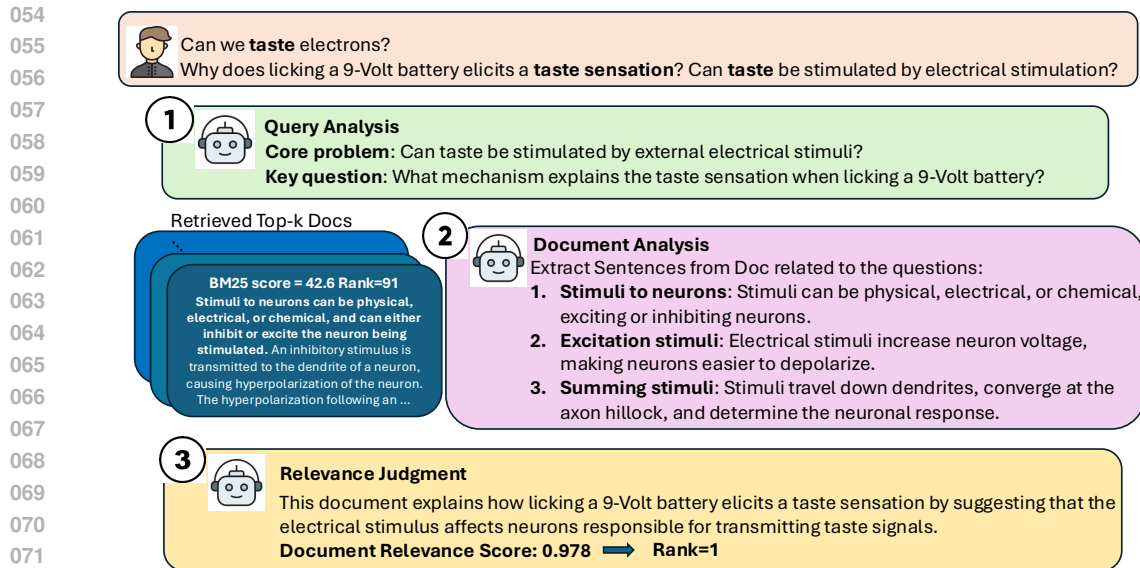 054
055
056
057
058
059
060
061
062
063
064
065
066
067
068
069
070
071
Can we taste electrons?
Why does licking a 9-Volt battery elicits a taste sensation? Can taste be stimulated by electrical stimulation?
1
Query Analysis
Core problem: Can taste be stimulated by external electrical stimuli?
Key question: What mechanism explains the taste sensation when licking a 9-Volt battery?
Retrieved Top-k Docs
BM25 score = 42.6 Rank=91
Stimuli to neurons can be physical,
electrical, or chemical, and can either
inhibit or excite the neuron being
stimulated. An inhibitory stimulus is
transmitted to the dendrite of a neuron,
causing hyperpolarization of the neuron.
The hyperpolarization following an ...
2
Document Analysis
Extract Sentences from Doc related to the questions:
1. Stimuli to neurons: Stimuli can be physical, electrical, or chemical,
exciting or inhibiting neurons.
2. Excitation stimuli: Electrical stimuli increase neuron voltage,
making neurons easier to depolarize.
3. Summing stimuli: Stimuli travel down dendrites, converge at the
axon hillock, and determine the neuronal response.
3
Relevance Judgment
This document explains how licking a 9-Volt battery elicits a taste sensation by suggesting that the
electrical stimulus affects neurons responsible for transmitting taste signals.
Document Relevance Score: 0.978 Rank=1